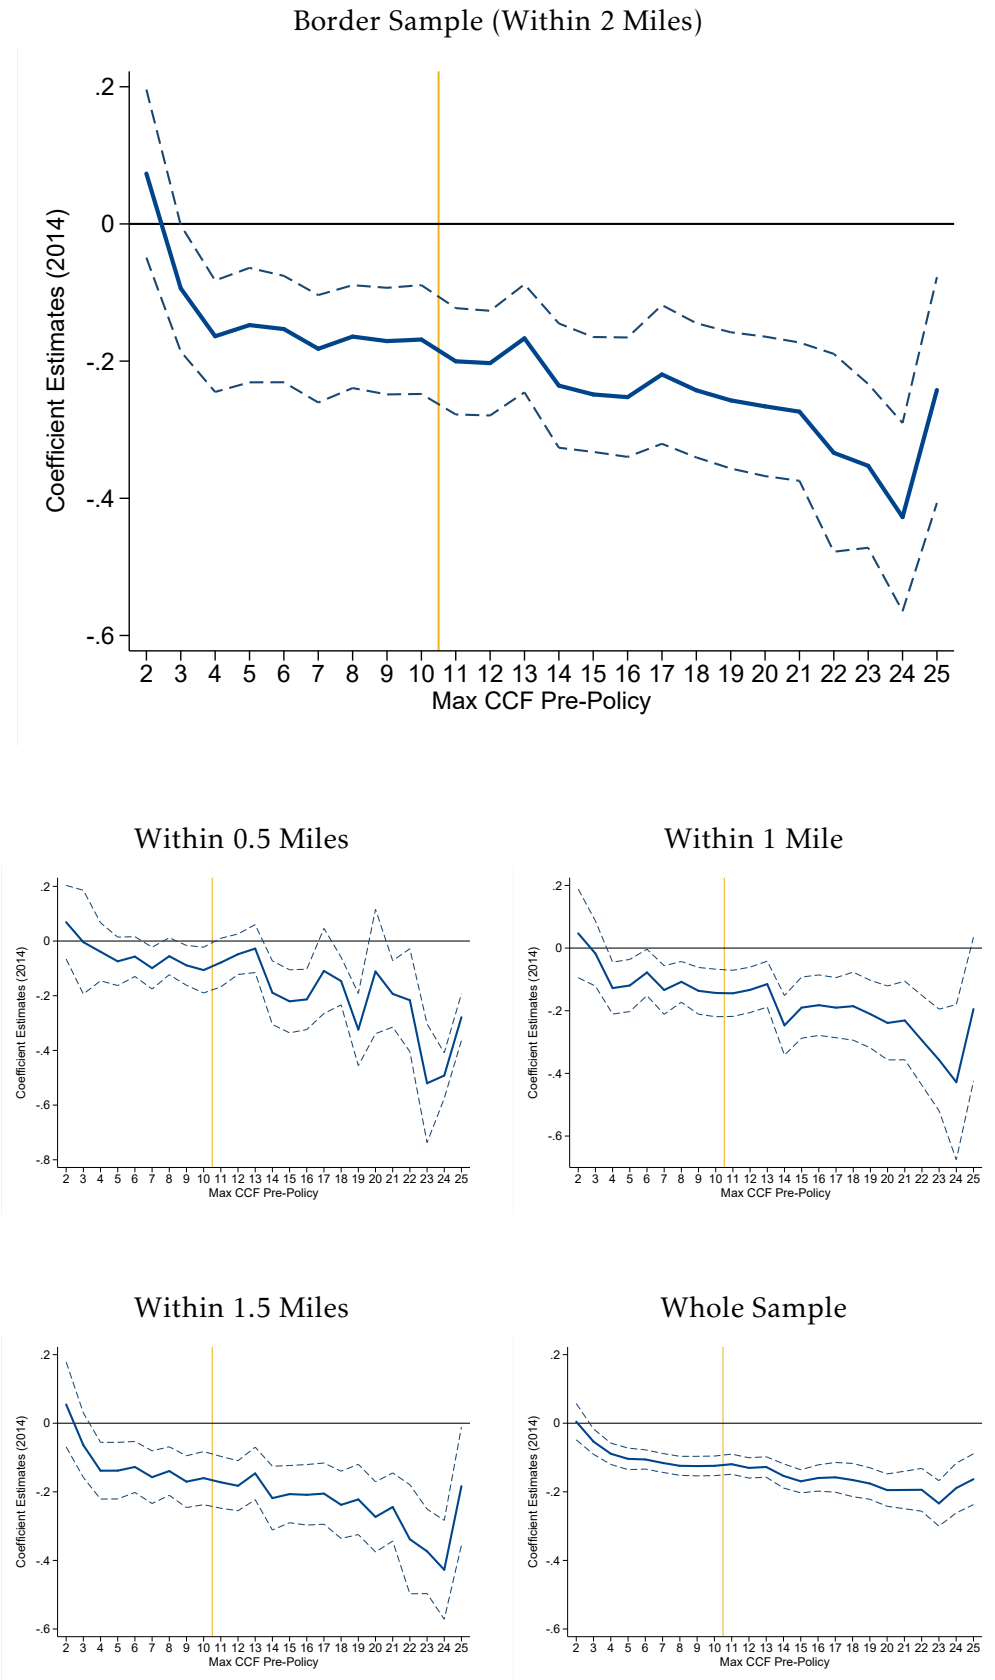 Border Sample (Within 2 Miles)
.2
0
-.2
-.4
-.6
Coefficient Estimates (2014)
2 3 4 5 6 7 8 9 10 11 12 13 14 15 16 17 18 19 20 21 22 23 24 25
Max CCF Pre-Policy
Within 0.5 Miles
.2
0
-.2
-.4
-.6
-.8
Coefficient Estimates (2014)
2 3 4 5 6 7 8 9 10 11 12 13 14 15 16 17 18 19 20 21 22 23 24 25
Max CCF Pre-Policy
Within 1 Mile
.2
0
-.2
-.4
-.6
Coefficient Estimates (2014)
2 3 4 5 6 7 8 9 10 11 12 13 14 15 16 17 18 19 20 21 22 23 24 25
Max CCF Pre-Policy
Within 1.5 Miles
.2
0
-.2
-.4
-.6
Coefficient Estimates (2014)
2 3 4 5 6 7 8 9 10 11 12 13 14 15 16 17 18 19 20 21 22 23 24 25
Max CCF Pre-Policy
Whole Sample
.2
0
-.2
-.4
-.6
Coefficient Estimates (2014)
2 3 4 5 6 7 8 9 10 11 12 13 14 15 16 17 18 19 20 21 22 23 24 25
Max CCF Pre-Policy